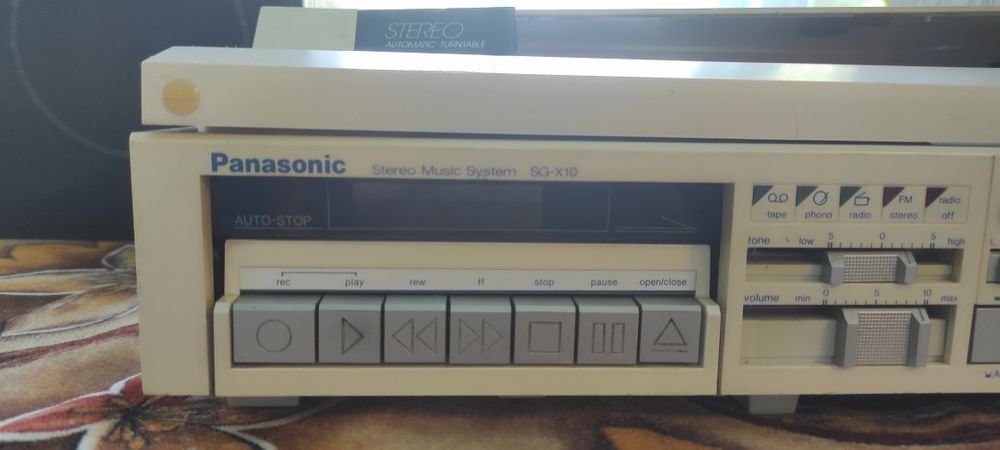 STEREO
AUTOMATIC TURNTABLE
Panasonic Stereo Music System SG-X10
AUTO-STOP
rec play rew ff stop pause open/close
tape phono radio FM stereo radio off
tone low 5 0 5 high
volume min 0 5 10 max
L
A